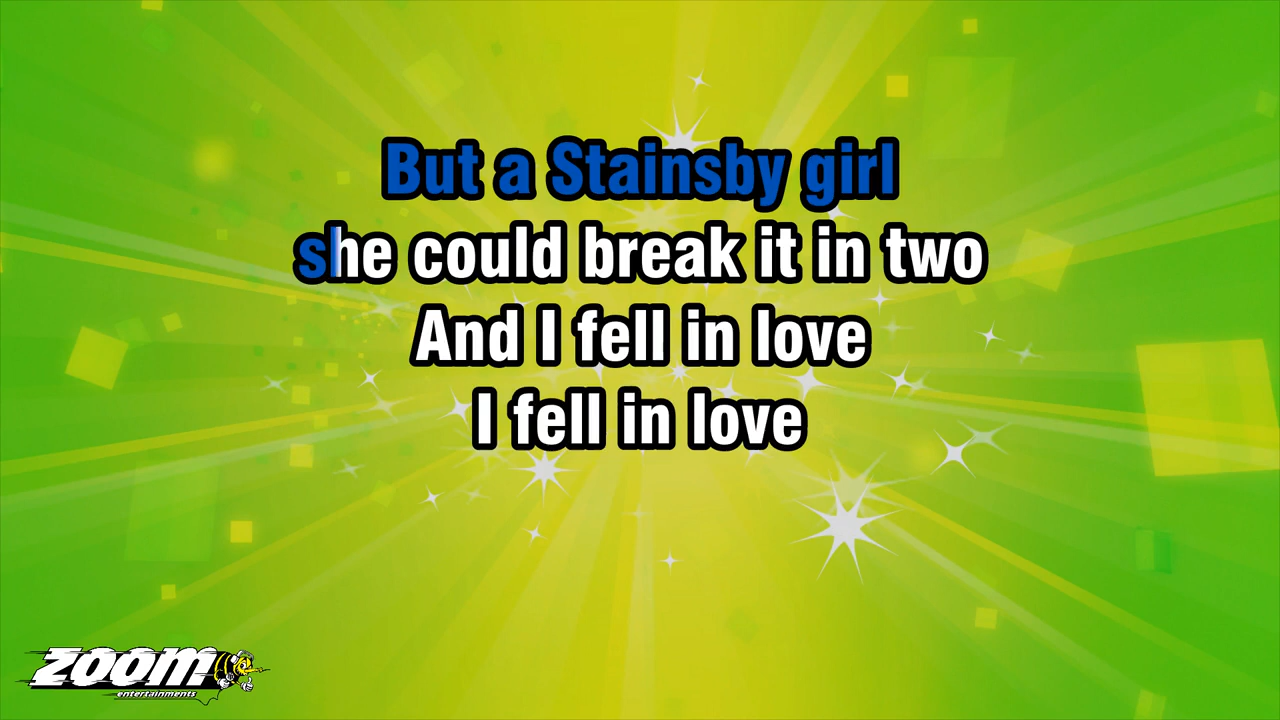 But a Stainsby girl
she could break it in two
And I fell in love
I fell in love
zoom
entertainments